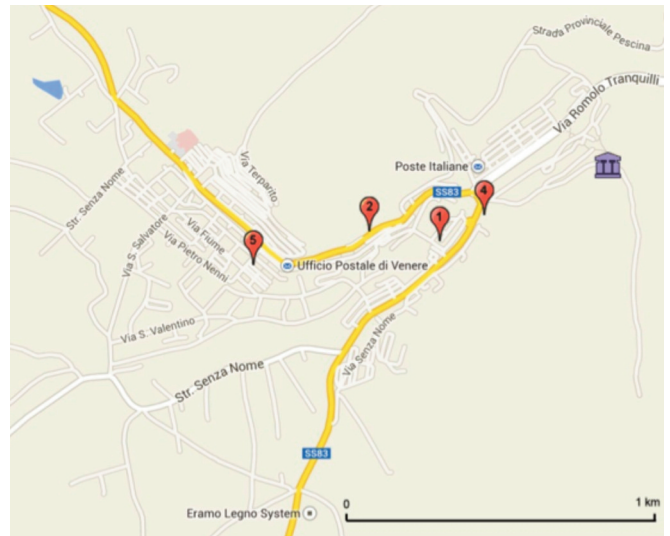 Strada Provinciale Pescina
Via Romolo Tranquilli
Via Terparito
Poste Italiane
SS83
4
2
1
5
Str. Senza Nome
Via S. Salvatore
Via Fiume
Via Pietro Nenni
Ufficio Postale di Venere
Via S. Valentino
Via Senza Nome
Str. Senza Nome
SS83
Eramo Legno System
0
1 km